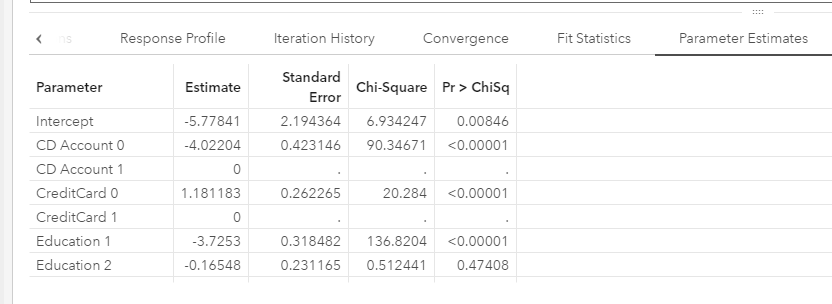 ns Response Profile Iteration History Convergence Fit Statistics Parameter Estimates
Parameter Estimate Standard Error Chi-Square Pr > ChiSq
Intercept -5.77841 2.194364 6.934247 0.00846
CD Account 0 -4.02204 0.423146 90.34671 <0.00001
CD Account 1 0 . . .
CreditCard 0 1.181183 0.262265 20.284 <0.00001
CreditCard 1 0 . . .
Education 1 -3.7253 0.318482 136.8204 <0.00001
Education 2 -0.16548 0.231165 0.512441 0.47408